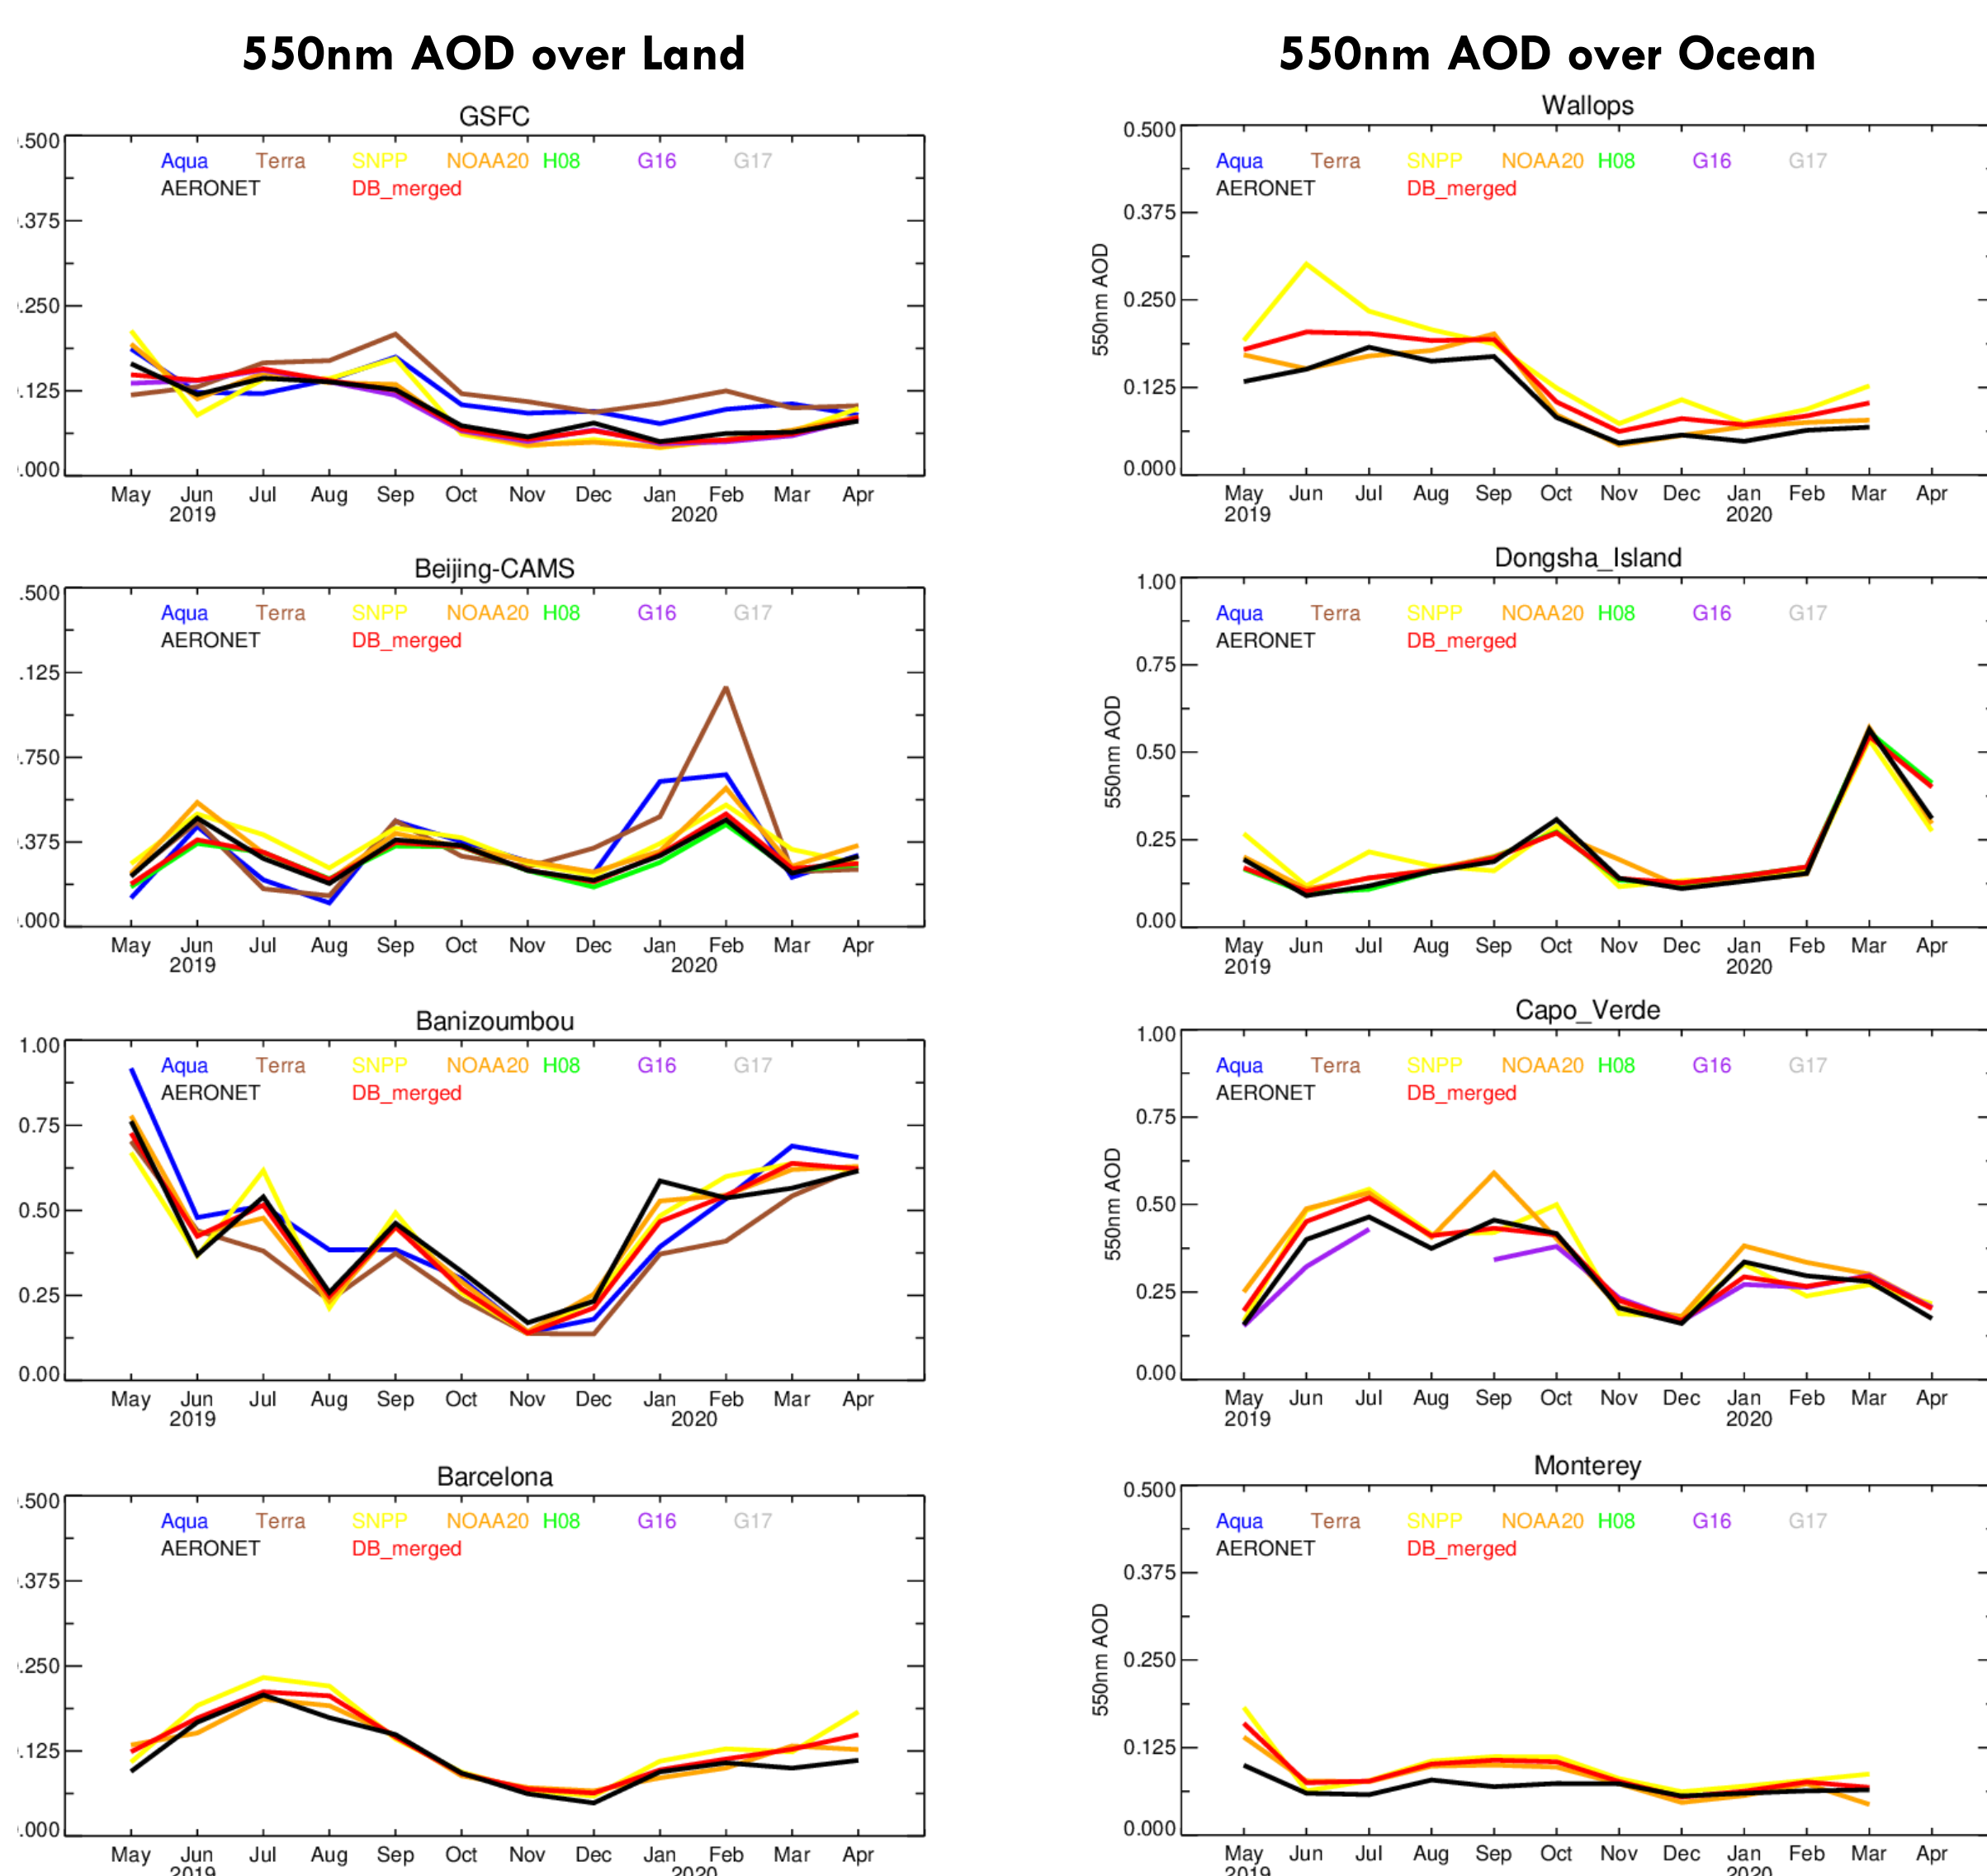 550nm AOD over Land
GSFC
.500
Aqua Terra SNPP NOAA20 H08 G16 G17
AERONET DB_merged
.375
.250
.125
.000
May Jun Jul Aug Sep Oct Nov Dec Jan Feb Mar Apr
2019 2020
Beijing-CAMS
.500
Aqua Terra SNPP NOAA20 H08 G16 G17
AERONET DB_merged
.125
.750
.375
.000
May Jun Jul Aug Sep Oct Nov Dec Jan Feb Mar Apr
2019 2020
Banizoumbou
1.00
Aqua Terra SNPP NOAA20 H08 G16 G17
AERONET DB_merged
0.75
0.50
0.25
0.00
May Jun Jul Aug Sep Oct Nov Dec Jan Feb Mar Apr
2019 2020
Barcelona
.500
Aqua Terra SNPP NOAA20 H08 G16 G17
AERONET DB_merged
.375
.250
.125
.000
May Jun Jul Aug Sep Oct Nov Dec Jan Feb Mar Apr
2019 2020
550nm AOD over Ocean
Wallops
0.500
Aqua Terra SNPP NOAA20 H08 G16 G17
AERONET DB_merged
0.375
550nm AOD
0.250
0.125
0.000
May Jun Jul Aug Sep Oct Nov Dec Jan Feb Mar Apr
2019 2020
Dongsha_Island
1.00
Aqua Terra SNPP NOAA20 H08 G16 G17
AERONET DB_merged
0.75
550nm AOD
0.50
0.25
0.00
May Jun Jul Aug Sep Oct Nov Dec Jan Feb Mar Apr
2019 2020
Capo_Verde
1.00
Aqua Terra SNPP NOAA20 H08 G16 G17
AERONET DB_merged
0.75
550nm AOD
0.50
0.25
0.00
May Jun Jul Aug Sep Oct Nov Dec Jan Feb Mar Apr
2019 2020
Monterey
0.500
Aqua Terra SNPP NOAA20 H08 G16 G17
AERONET DB_merged
0.375
550nm AOD
0.250
0.125
0.000
May Jun Jul Aug Sep Oct Nov Dec Jan Feb Mar Apr
2019 2020